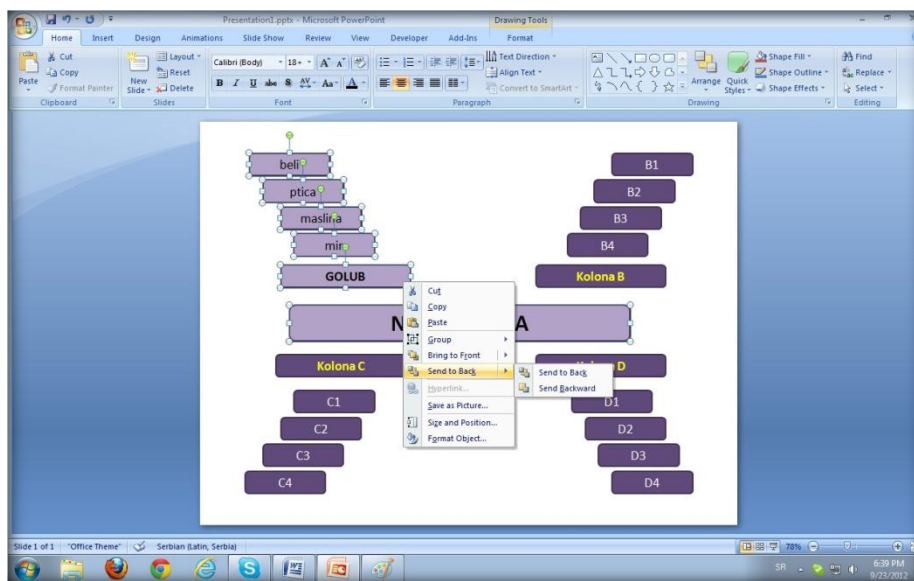 Presentation1.pptx - Microsoft PowerPoint
Drawing Tools
Home Insert Design Animations Slide Show Review View Developer Add-Ins Format
Paste
Cut
Copy
Format Painter
Clipboard
New Slide
Layout
Reset
Delete
Slides
Calibri (Body) 18+
B I U abe S AV Aa A
Font
Text Direction
Align Text
Convert to SmartArt
Paragraph
Arrange
Quick Styles
Shape Fill
Shape Outline
Shape Effects
Drawing
Find
Replace
Select
Editing
beli
ptica
maslina
mir
GOLUB
B1
B2
B3
B4
Kolona B
N
A
Kolona C
C1
C2
C3
C4
D
D1
D2
D3
D4
Cut
Copy
Paste
Group
Bring to Front
Send to Back
Hyperlink...
Save as Picture...
Size and Position...
Format Object...
Send to Back
Send Backward
Slide 1 of 1 "Office Theme" Serbian (Latin, Serbia) 78%
SR 6:39 PM
9/23/2012